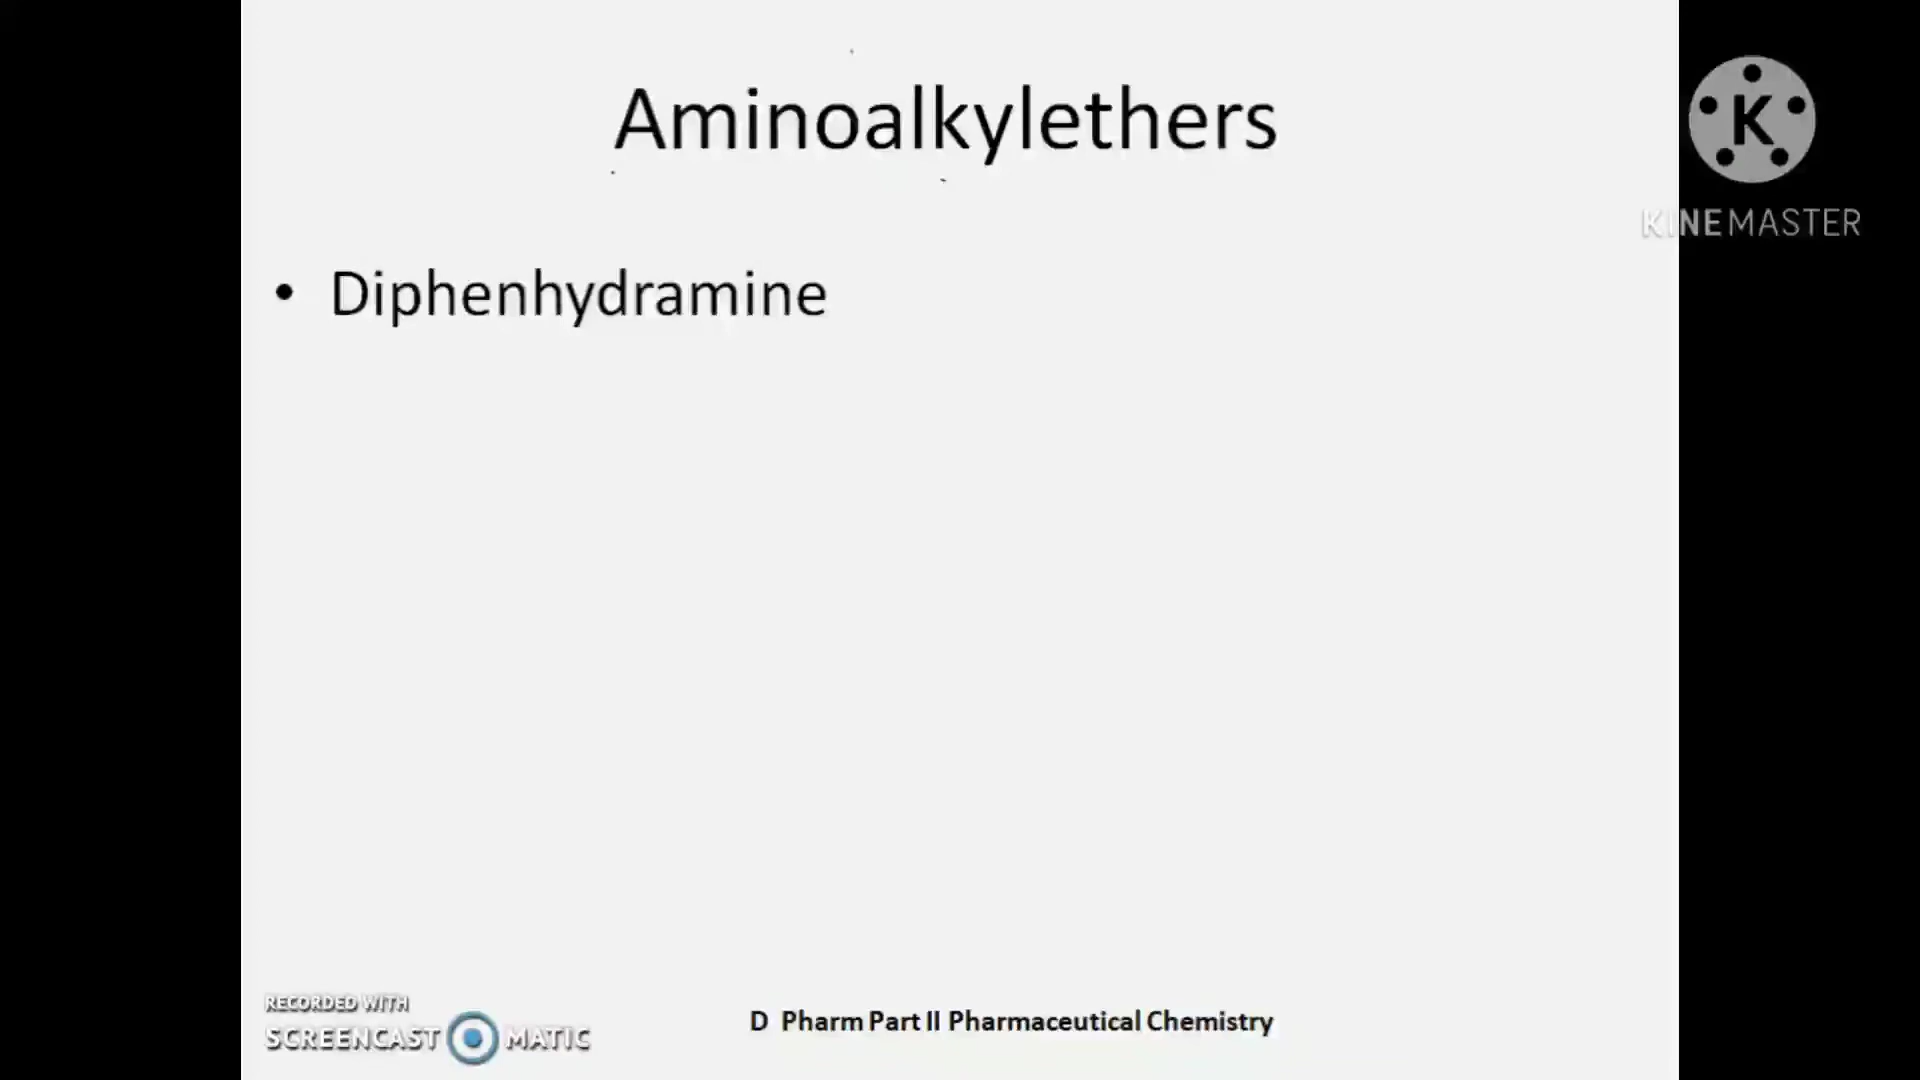 Aminoalkylethers
K
KINEMASTER
• Diphenhydramine
RECORDED WITH
SCREENCAST MATIC
D Pharm Part II Pharmaceutical Chemistry